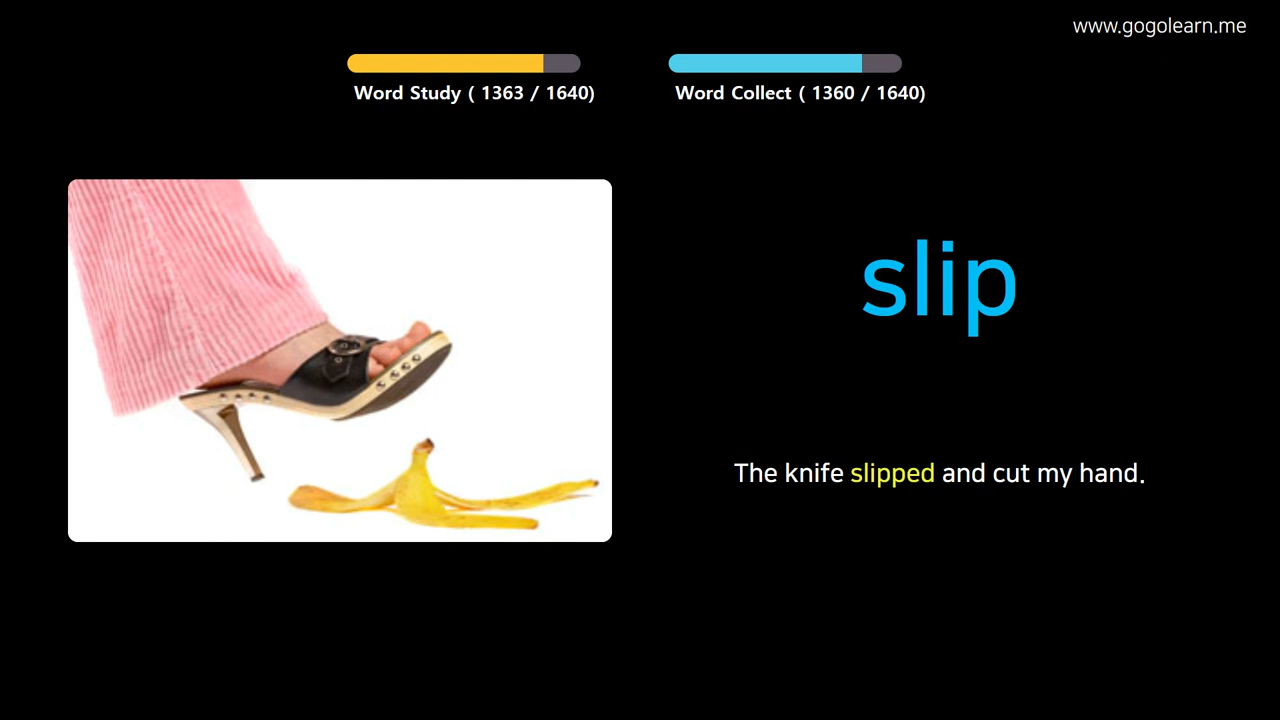 www.gogolearn.me
Word Study ( 1363 / 1640)
Word Collect ( 1360 / 1640)
slip
The knife slipped and cut my hand.